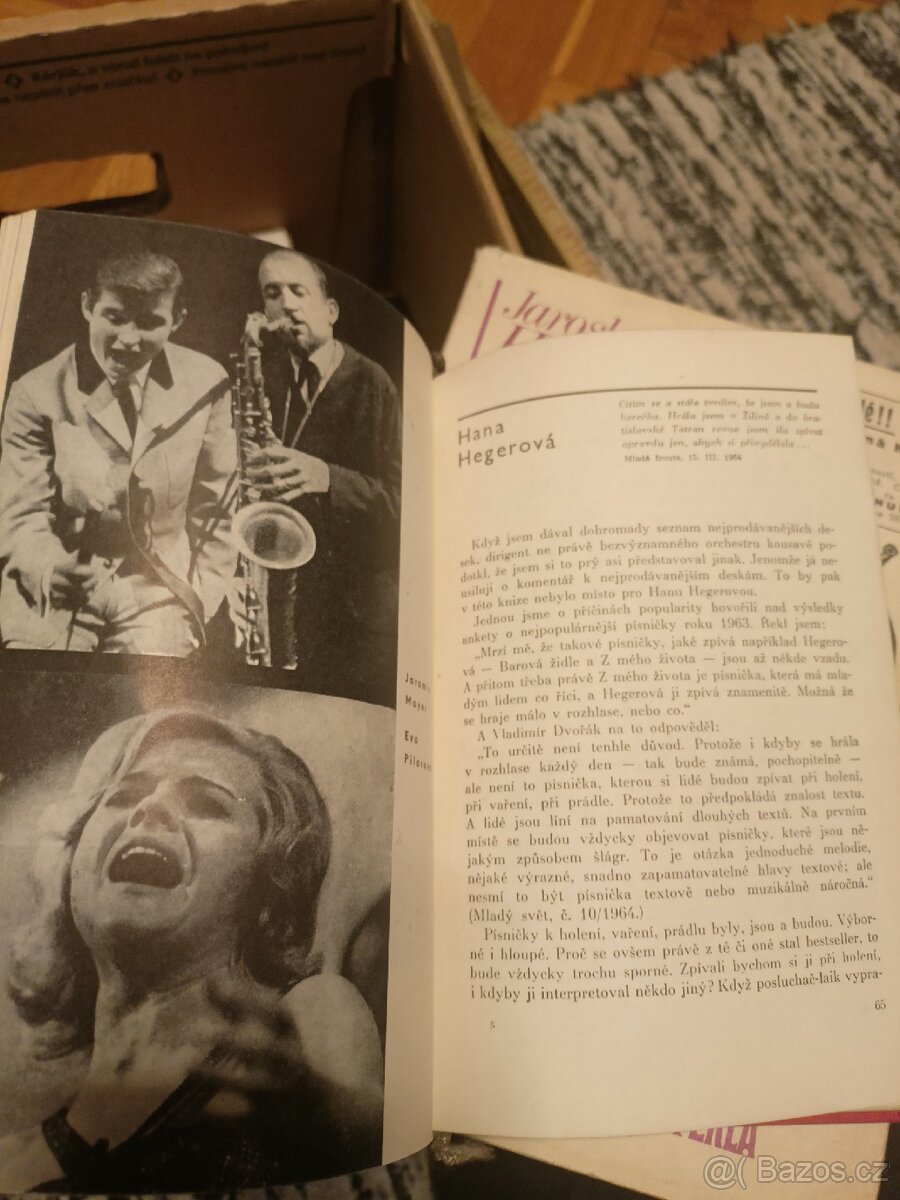 Jarosl
Jaromír
Mayer
Eva
Pilarová
Hana
Hegerová
Cítím se a stále tvrdím, že jsem a budu
herečka. Hrála jsem v Žilině a do bra-
tislavské Tatran revue jsem šla zpívat
opravdu jen, abych si přivydělala...
Mladá fronta, 15. III. 1964
Když jsem dával dohromady seznam nejprodávanějších de-
sek, dirigent ne právě bezvýznamného orchestru kousavě po-
dotkl, že jsem si to prý asi představoval jinak. Jenomže já ne-
usiluji o komentář k nejprodávanějším deskám. To by pak
v této knize nebylo místo pro Hanu Hegerovou.
Jednou jsme o příčinách popularity hovořili nad výsledky
ankety o nejpopulárnější písničky roku 1963. Řekl jsem:
„Mrzí mě, že takové písničky, jaké zpívá například Hegero-
vá — Barová židle a Z mého života — jsou až někde vzadu.
A přitom třeba právě Z mého života je písnička, která má mla-
dým lidem co říci, a Hegerová ji zpívá znamenitě. Možná že
se hraje málo v rozhlase, nebo co.“
A Vladimír Dvořák na to odpověděl:
„To určitě není tenhle důvod. Protože i kdyby se hrála
v rozhlase každý den — tak bude známá, pochopitelně —
ale není to písnička, kterou si lidé budou zpívat při holení,
při vaření, při prádle. Protože to předpokládá znalost textu.
A lidé jsou líní na pamatování dlouhých textů. Na prvním
místě se budou vždycky objevovat písničky, které jsou ně-
jakým způsobem šlágr. To je otázka jednoduché melodie,
nějaké výrazné, snadno zapamatovatelné hlavy textové; ale
nesmí to být písnička textově nebo muzikálně náročná.“
(Mladý svět, č. 10/1964.)
Písničky k holení, vaření, prádlu byly, jsou a budou. Výbor-
né i hloupé. Proč se ovšem právě z té či oné stal bestseller, to
bude vždycky trochu sporné. Zpívali bychom si ji při holení,
i kdyby ji interpretoval někdo jiný? Když posluchač-laik vypra-
5
65
Bazos.cz